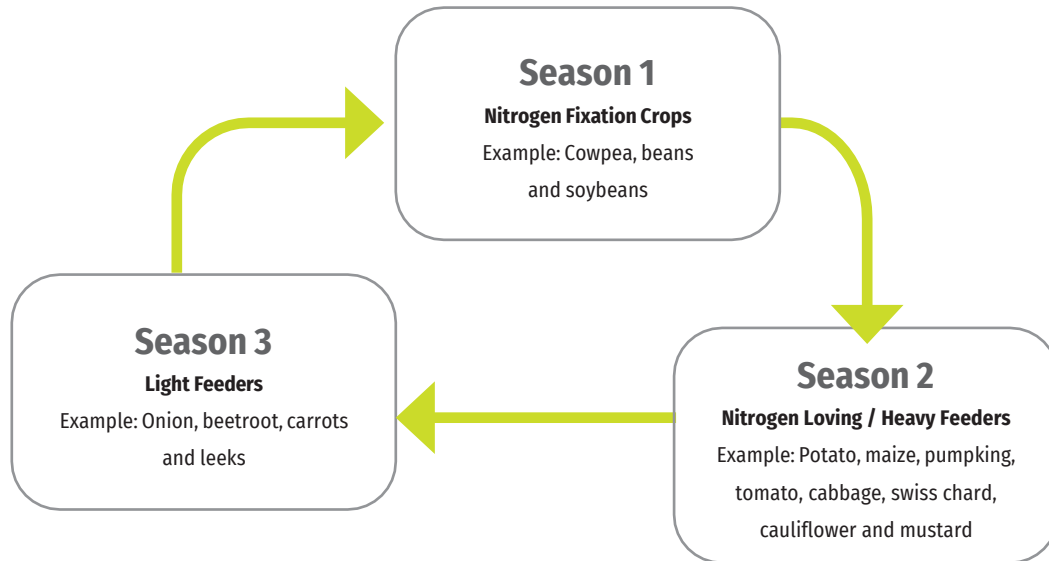 Season 1
Nitrogen Fixation Crops
Example: Cowpea, beans
and soybeans
Season 2
Nitrogen Loving / Heavy Feeders
Example: Potato, maize, pumpking,
tomato, cabbage, swiss chard,
cauliflower and mustard
Season 3
Light Feeders
Example: Onion, beetroot, carrots
and leeks